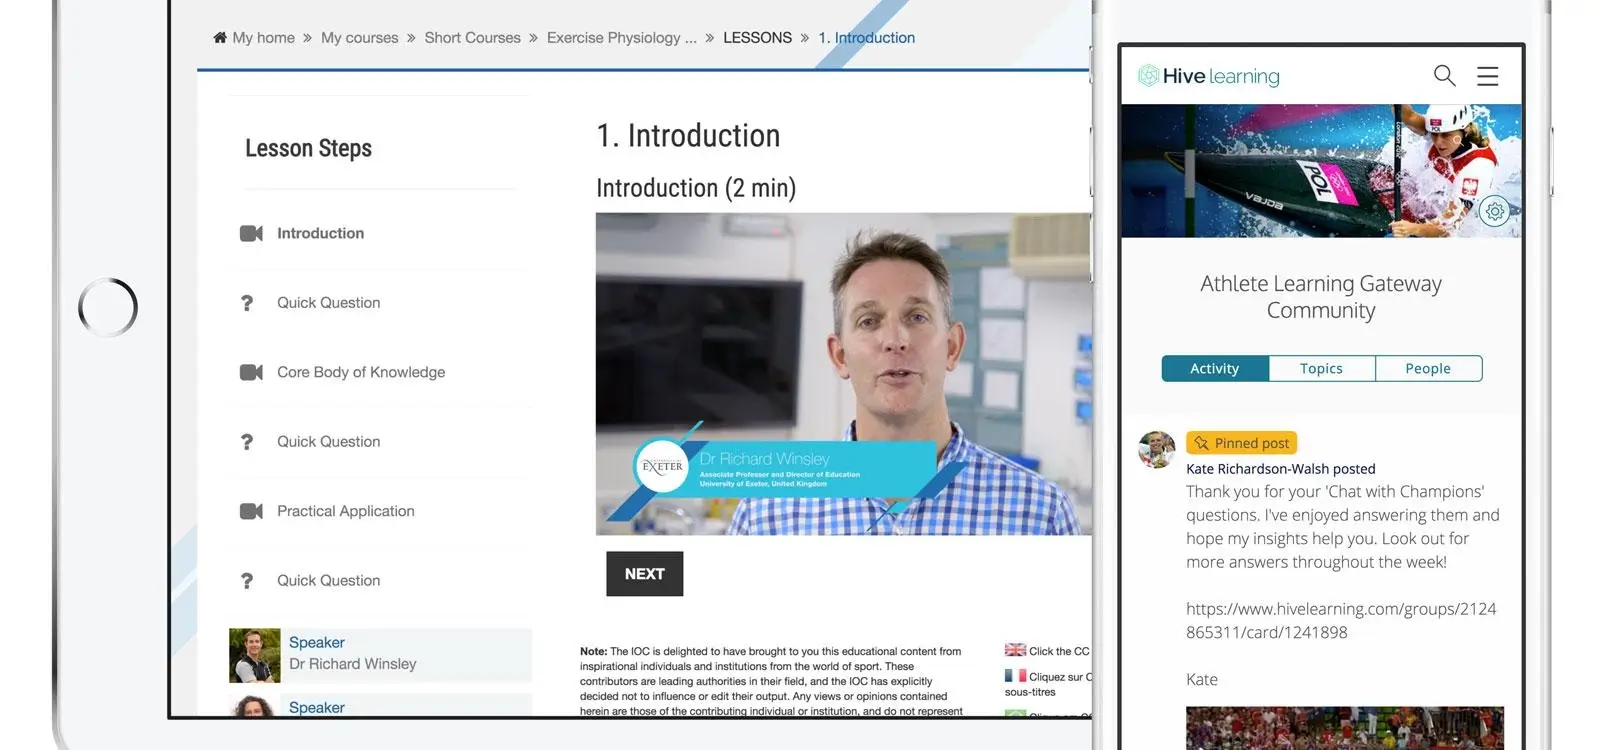 My home » My courses » Short Courses » Exercise Physiology ... » LESSONS » 1. Introduction
Lesson Steps
Introduction
? Quick Question
Core Body of Knowledge
? Quick Question
Practical Application
? Quick Question
Speaker
Dr Richard Winsley
Speaker
1. Introduction
Introduction (2 min)
EXETER
Dr Richard Winsley
Associate Professor and Director of Education
University of Exeter, United Kingdom
NEXT
Note: The IOC is delighted to have brought to you this educational content from
inspirational individuals and institutions from the world of sport. These
contributors are leading authorities in their field, and the IOC has explicitly
decided not to influence or edit their output. Any views or opinions contained
herein are those of the contributing individual or institution, and do not represent
Click the CC
Cliquez sur C
sous-titres
Hive learning
POL
POL
VAJDA
Athlete Learning Gateway
Community
Activity
Topics
People
Pinned post
Kate Richardson-Walsh posted
Thank you for your 'Chat with Champions'
questions. I've enjoyed answering them and
hope my insights help you. Look out for
more answers throughout the week!
https://www.hivelearning.com/groups/2124
865311/card/1241898
Kate